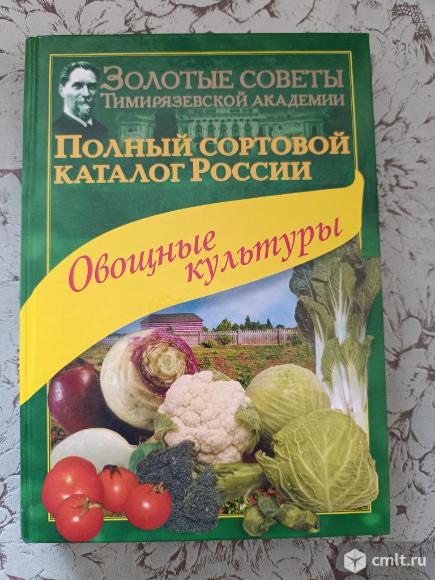 Золотые советы
Тимирязевской академии
Полный сортовой
каталог России
Овощные
культуры
cmlt.ru